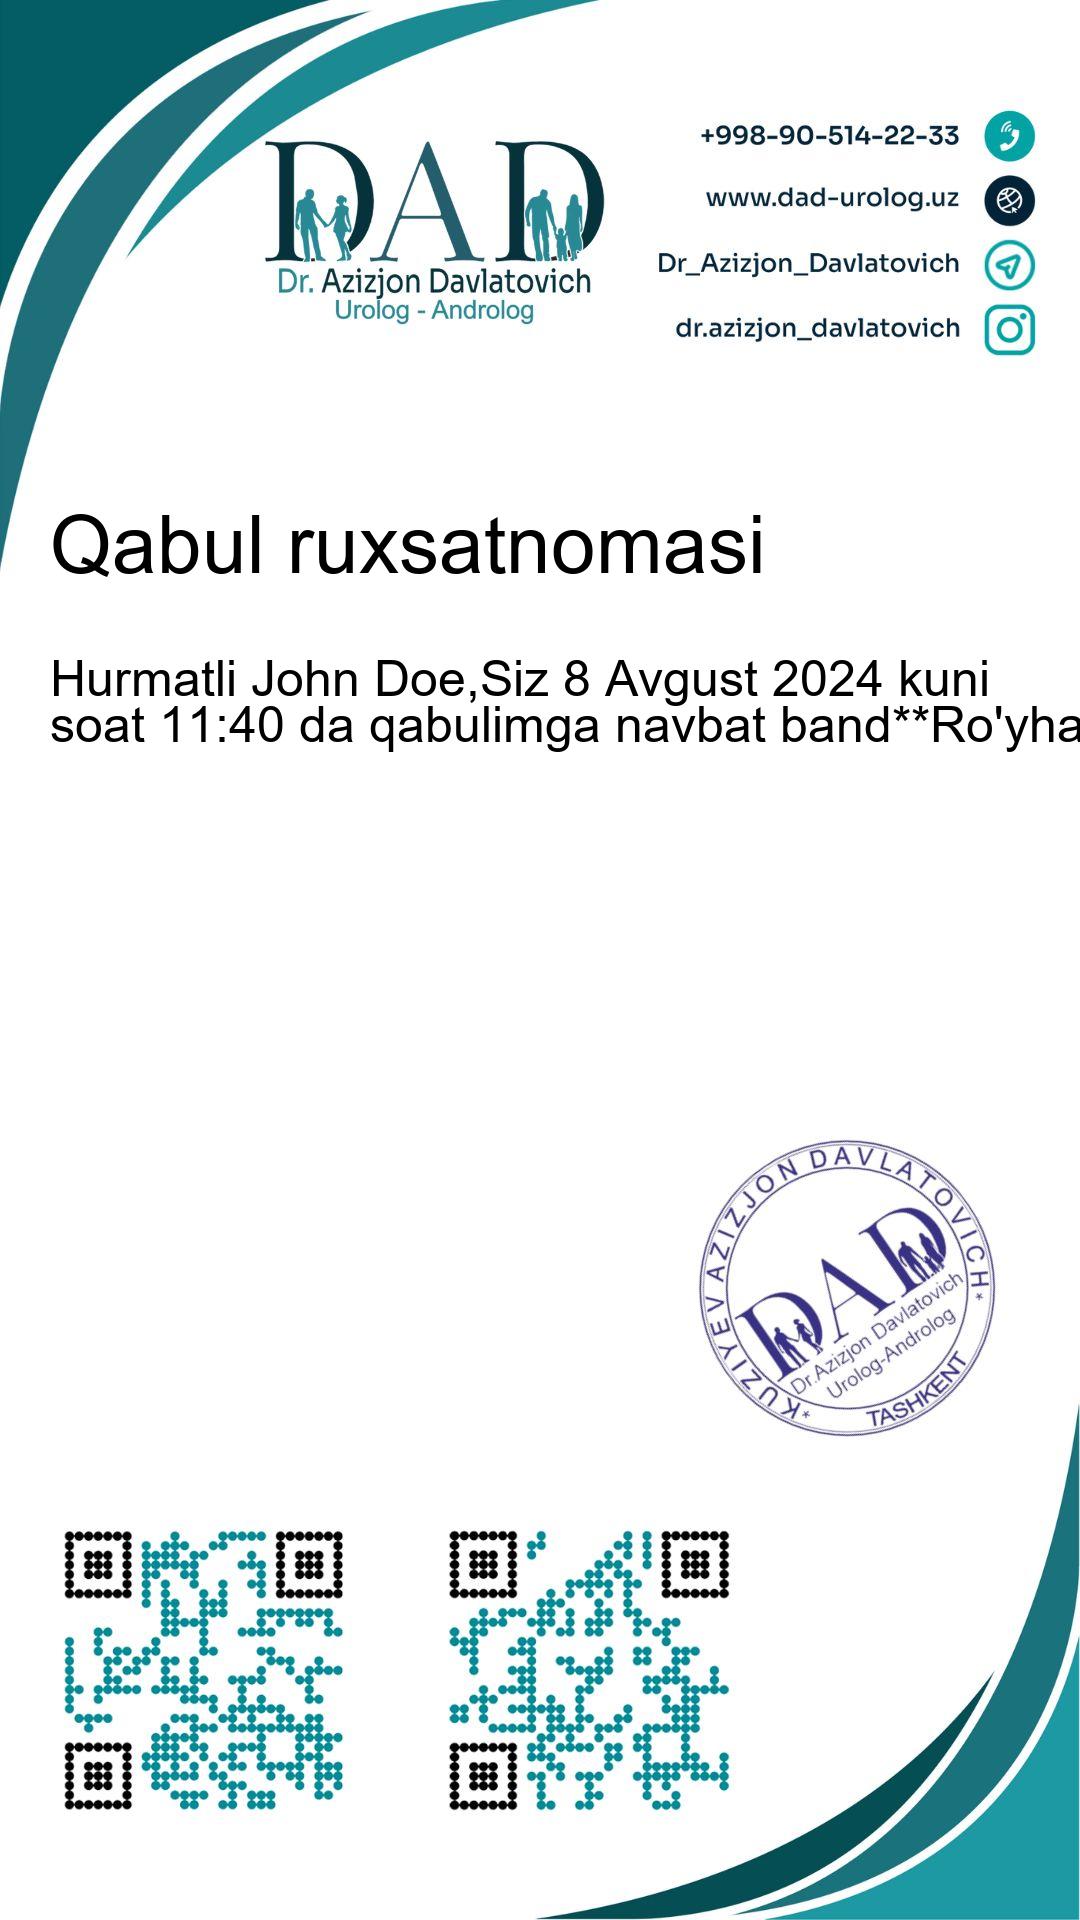 +998-90-514-22-33
www.dad-urolog.uz
Dr_Azizjon_Davlatovich
dr.azizjon_davlatovich
DAD
Dr. Azizjon Davlatovich
Urolog - Androlog
Qabul ruxsatnomasi
Hurmatli John Doe,Siz 8 Avgust 2024 kuni
soat 11:40 da qabulimga navbat band**Ro'yha
*KUZIYEV AZIZJON DAVLATOVICH*
DAD
Dr.Azizjon Davlatovich
Urolog-Androlog
TASHKENT